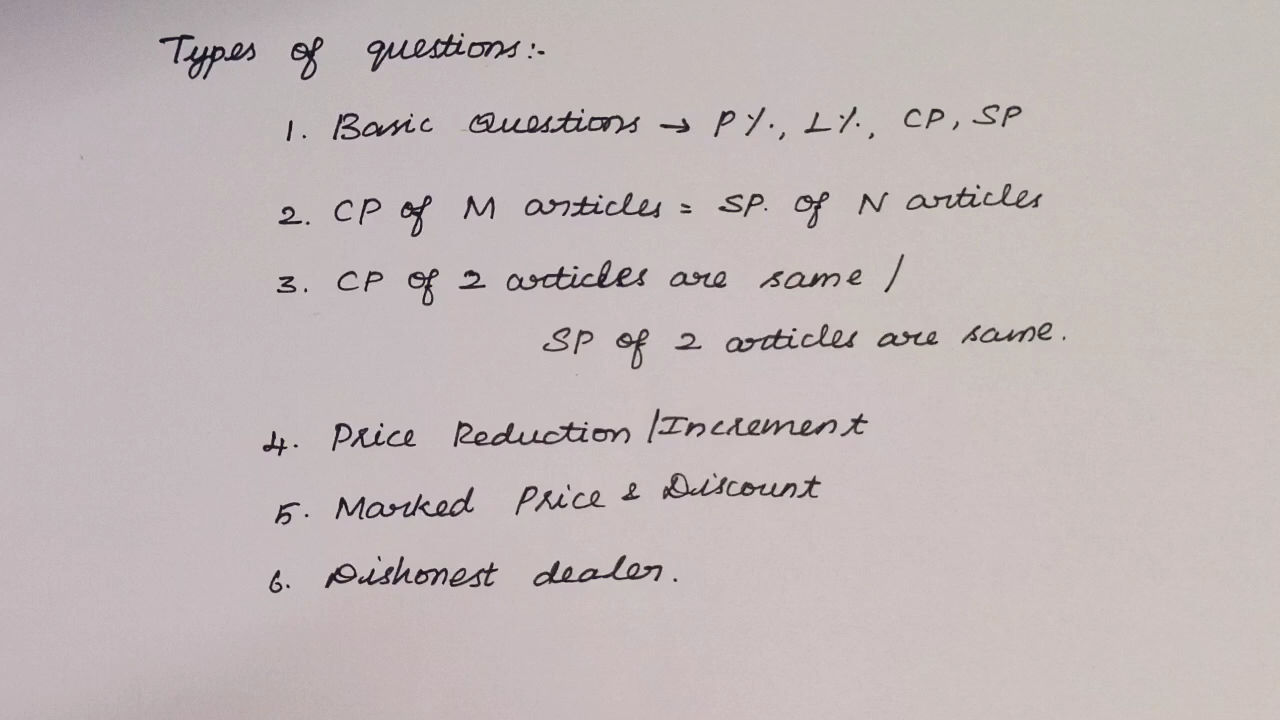 Types of questions:-
1. Basic Questions → P%, L%, CP, SP
2. CP of M articles = SP. of N articles
3. CP of 2 articles are same /
SP of 2 articles are same.
4. Price Reduction/Increment
5. Marked Price & Discount
6. Dishonest dealer.